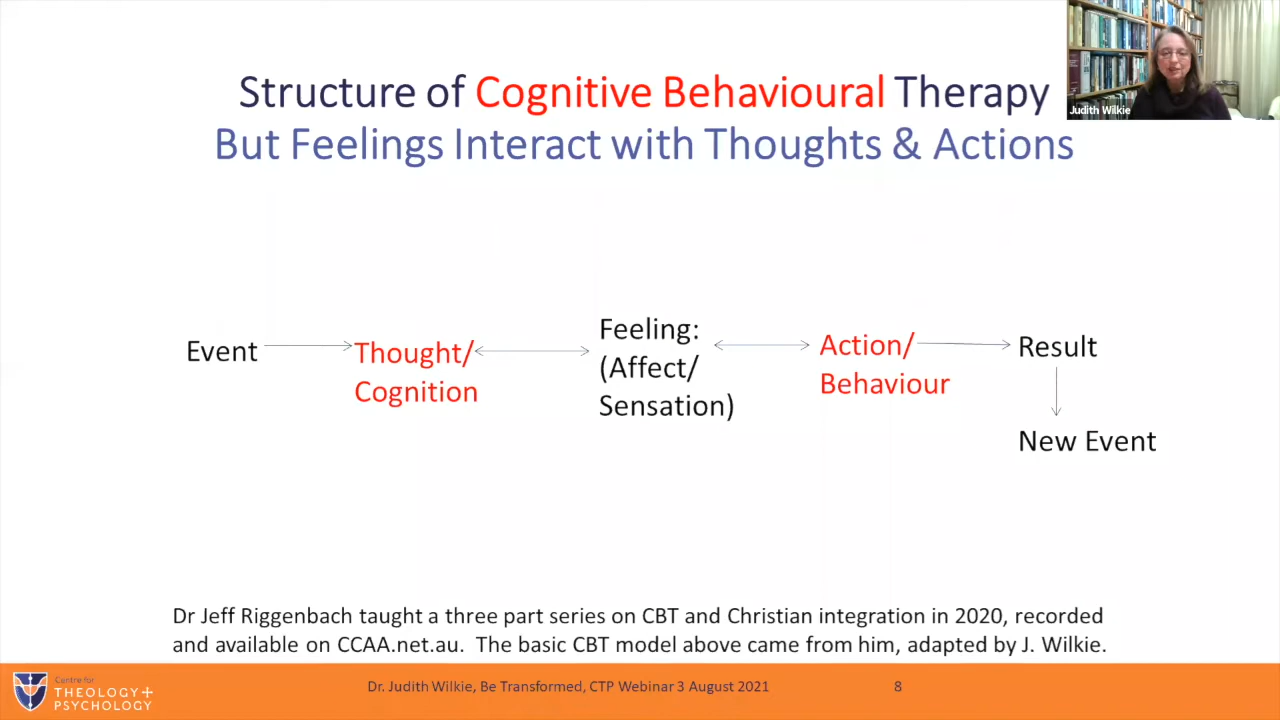 Structure of Cognitive Behavioural Therapy
But Feelings Interact with Thoughts & Actions
Judith Wilkie
Event
Thought/
Cognition
Feeling:
(Affect/
Sensation)
Action/
Behaviour
Result
New Event
Dr Jeff Riggenbach taught a three part series on CBT and Christian integration in 2020, recorded
and available on CCAA.net.au. The basic CBT model above came from him, adapted by J. Wilkie.
Centre for
THEOLOGY+
PSYCHOLOGY
Dr. Judith Wilkie, Be Transformed, CTP Webinar 3 August 2021
8